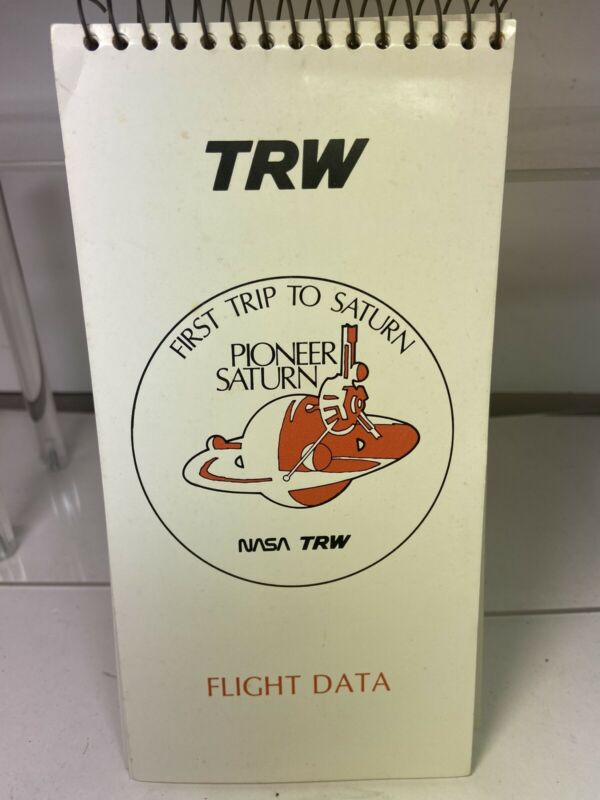 TRW
FIRST TRIP TO SATURN
PIONEER
SATURN
NASA TRW
FLIGHT DATA